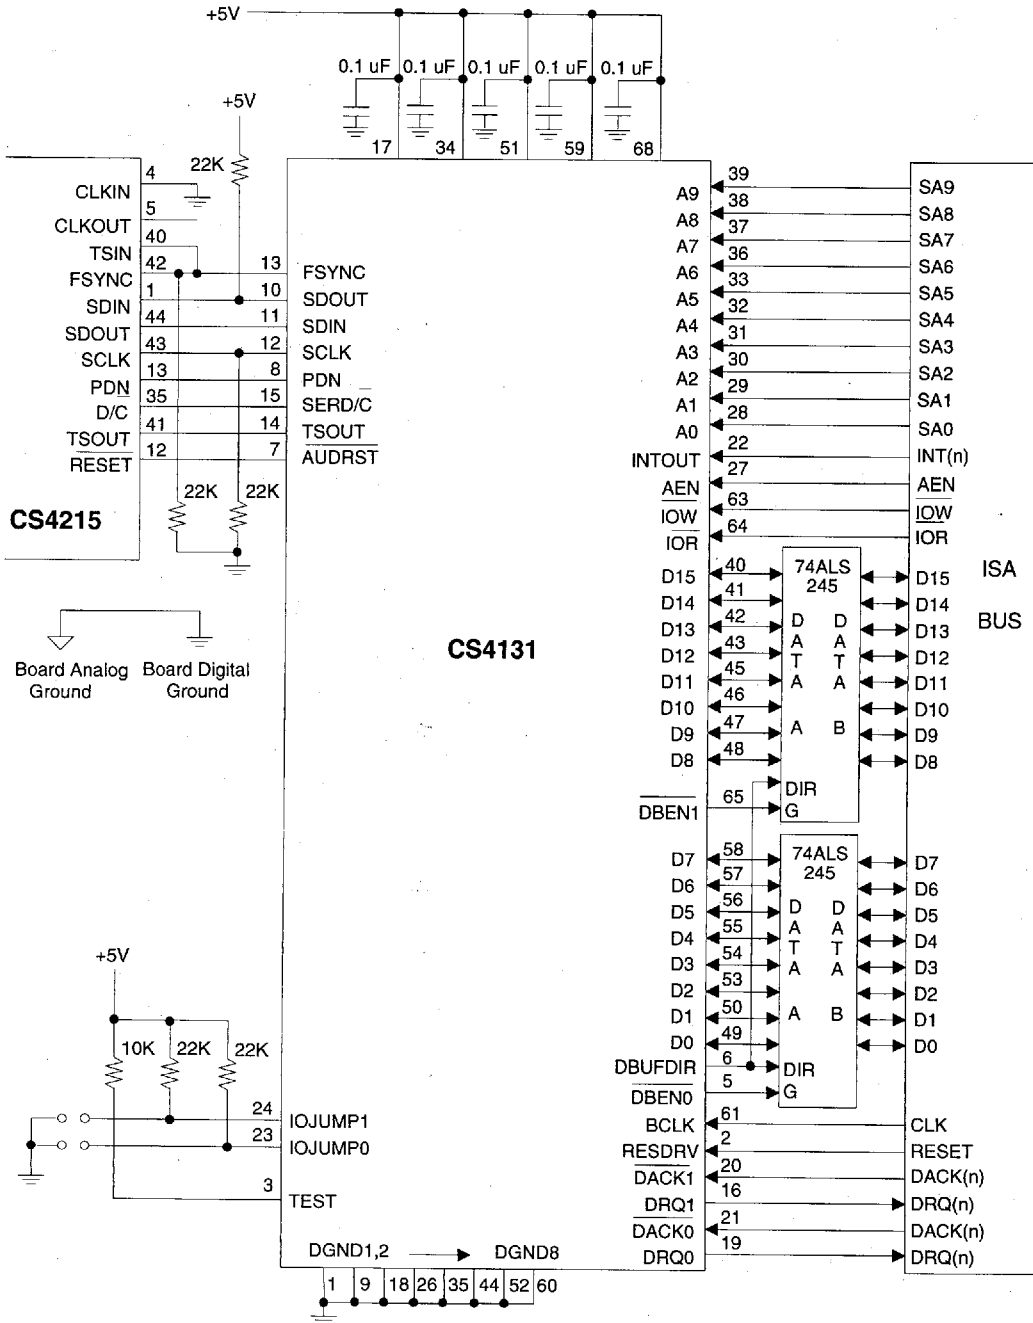 +5V
0.1 uF 0.1 uF 0.1 uF 0.1 uF 0.1 uF
+5V
17 34 51 59 68
22K
4
CLKIN
5
CLKOUT
40
TSIN
42 13
FSYNC FSYNC
1 10
SDIN SDOUT
44 11
SDOUT SDIN
43 12
SCLK SCLK
13 8
PDN PDN
35 15
D/C SERD/C
41 14
TSOUT TSOUT
12 7
RESET AUDRST
22K 22K
CS4215
Board Analog Ground
Board Digital Ground
CS4131
39
A9 SA9
38
A8 SA8
37
A7 SA7
36
A6 SA6
33
A5 SA5
32
A4 SA4
31
A3 SA3
30
A2 SA2
29
A1 SA1
28
A0 SA0
22
INTOUT INT(n)
27
AEN AEN
63
IOW IOW
64
IOR IOR
ISA
BUS
74ALS
245
D15 40 D15
D14 41 D14
D13 42 D13
D12 43 D12
D11 45 D11
D10 46 D10
D9 47 D9
D8 48 D8
D D
A A
T T
A A
A B
DIR
DBEN1 65 G
74ALS
245
D7 58 D7
D6 57 D6
D5 56 D5
D4 55 D4
D3 54 D3
D2 53 D2
D1 50 D1
D0 49 D0
D D
A A
T T
A A
A B
DBUFDIR 6 DIR
DBEN0 5 G
BCLK 61 CLK
RESDRV 2 RESET
DACK1 20 DACK(n)
DRQ1 16 DRQ(n)
DACK0 21 DACK(n)
DRQ0 19 DRQ(n)
+5V
10K 22K 22K
24 IOJUMP1
23 IOJUMP0
3 TEST
DGND1,2 DGND8
1 9 18 26 35 44 52 60